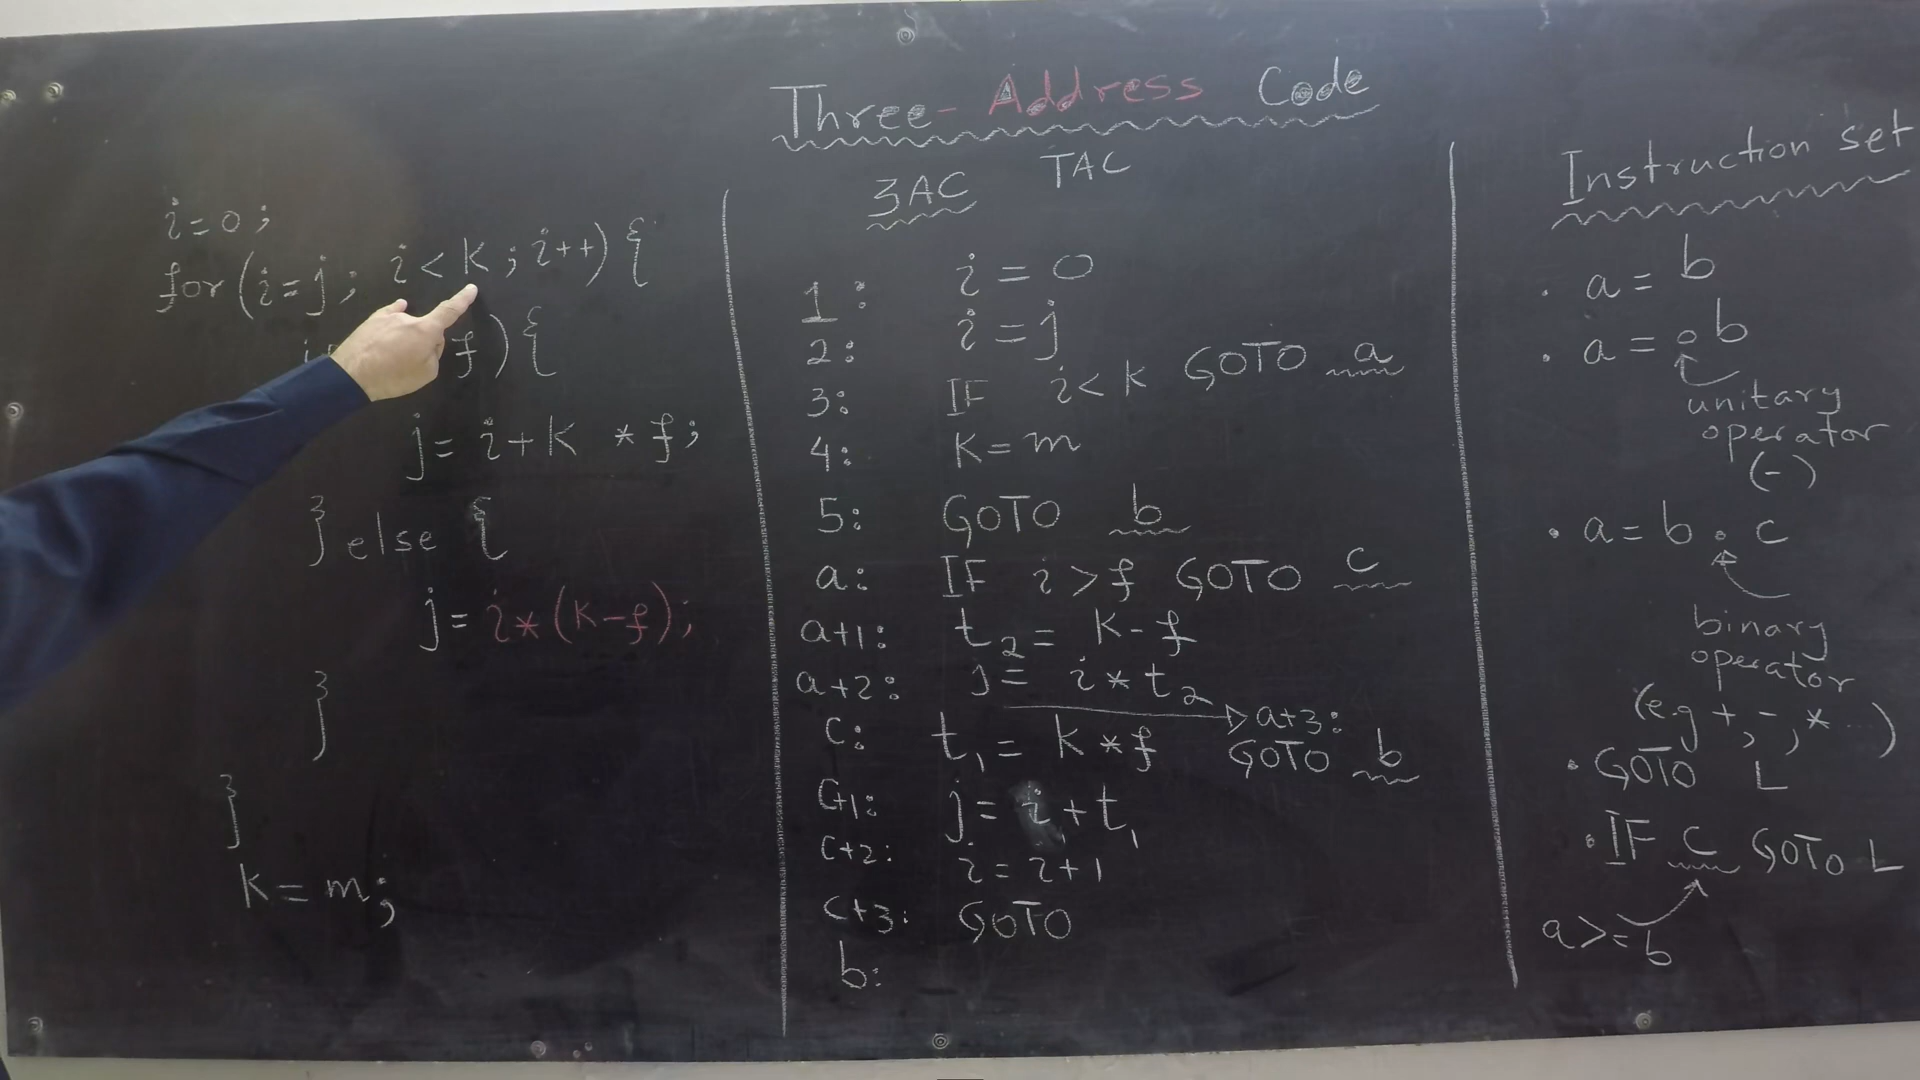 Three-Address Code
3AC TAC
i=0;
for(i=j; i<k; i++){
f){
j=i+k *f;
}else {
j=i*(k-f);
}
}
k=m;
1: i=0
2: i=j
3: IF i<k GOTO a
4: k=m
5: GOTO b
a: IF i>f GOTO c
a+1: t2=k-f
a+2: j=i*t2
a+3: GOTO b
c: t1=k*f
c+1: j=i+t1
c+2: i=i+1
c+3: GOTO
b:
Instruction set
. a=b
. a=∘b
unitary
operator
(-)
. a=b∘c
binary
operator
(e.g +, -, * ...)
. GOTO L
. IF c GOTO L
a>=b